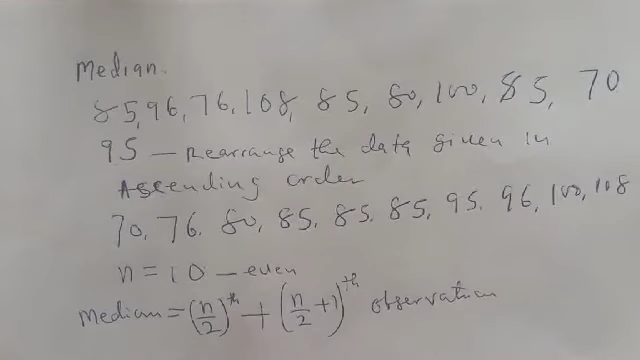 Median.
85, 96, 76, 108, 85, 80, 100, 85, 70
95 — Rearrange the data given in
Ascending order
70, 76. 80, 85. 85. 85, 95. 96, 100, 108
n = 10 — even
Median = (n/2)^th + (n/2 + 1)^th observation